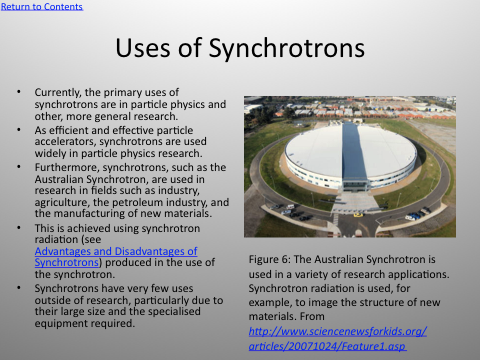 Return to Contents
Uses of Synchrotrons
• Currently, the primary uses of
synchrotrons are in particle physics and
other, more general research.
• As efficient and effective particle
accelerators, synchrotrons are used
widely in particle physics research.
• Furthermore, synchrotrons, such as the
Australian Synchrotron, are used in
research in fields such as industry,
agriculture, the petroleum industry, and
the manufacturing of new materials.
• This is achieved using synchrotron
radiation (see
Advantages and Disadvantages of
Synchrotrons) produced in the use of
the synchrotron.
• Synchrotrons have very few uses
outside of research, particularly due to
their large size and the specialised
equipment required.
Figure 6: The Australian Synchrotron is
used in a variety of research applications.
Synchrotron radiation is used, for
example, to image the structure of new
materials. From
http://www.sciencenewsforkids.org/
articles/20071024/Feature1.asp